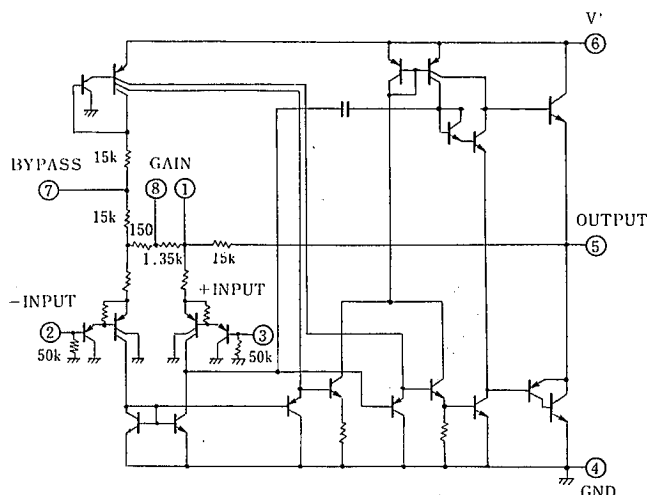 V'
6
15k
BYPASS
GAIN
7
8
1
15k
150
1.35k
15k
OUTPUT
5
−INPUT
+INPUT
2
3
50k
50k
4
GND